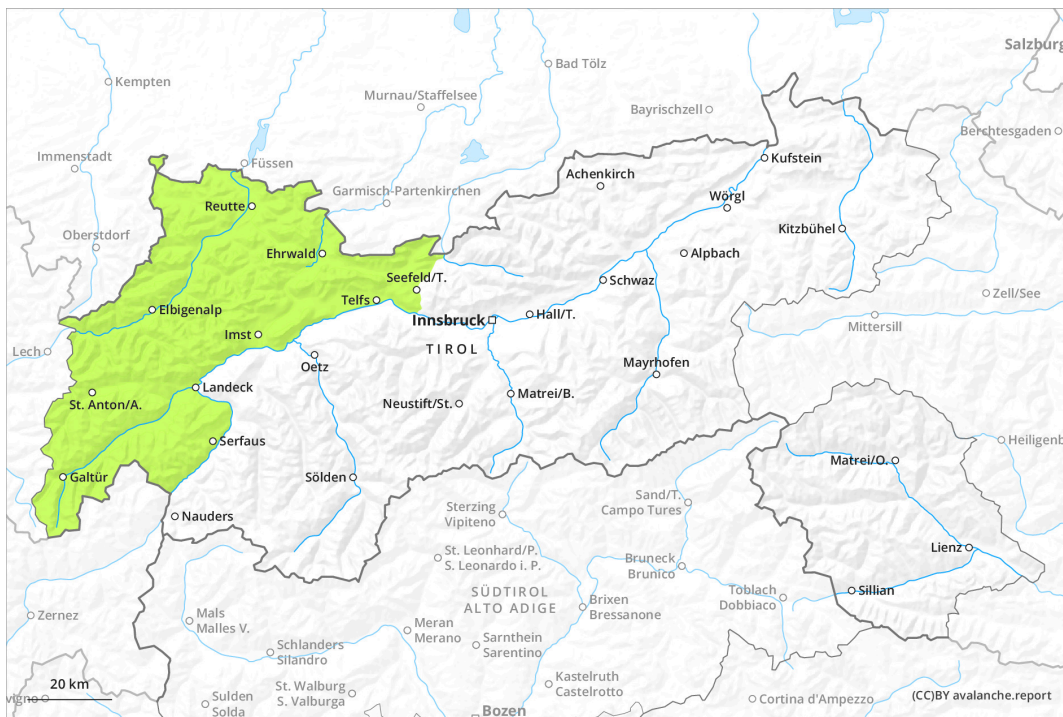 Salzburg
Kempten
Bad Tölz
Murnau/Staffelsee
Bayrischzell
Berchtesgaden
Immenstadt
Füssen
Kufstein
Achenkirch
Garmisch-Partenkirchen
Wörgl
Reutte
Kitzbühel
Oberstdorf
Ehrwald
Alpbach
Seefeld/T.
Schwaz
Zell/See
Telfs
Elbigenalp
Innsbruck
Hall/T.
Mittersill
Imst
TIROL
Lech
Oetz
Mayrhofen
Landeck
Matrei/B.
St. Anton/A.
Neustift/St.
Serfaus
Heiligenb
Matrei/O.
Galtür
Sölden
Sand/T.
Campo Tures
Sterzing
Vipiteno
Nauders
Lienz
St. Leonhard/P.
S. Leonardo i. P.
Bruneck
Brunico
SÜDTIROL
ALTO ADIGE
Toblach
Dobbiaco
Sillian
Brixen
Bressanone
Zernez
Mals
Malles V.
Meran
Merano
Sarnthein
Sarentino
Schlanders
Silandro
Kastelruth
Castelrotto
20 km
St. Walburg
S. Valburga
vigno
Sulden
Solda
Cortina d'Ampezzo
(CC)BY avalanche.report
Bozen